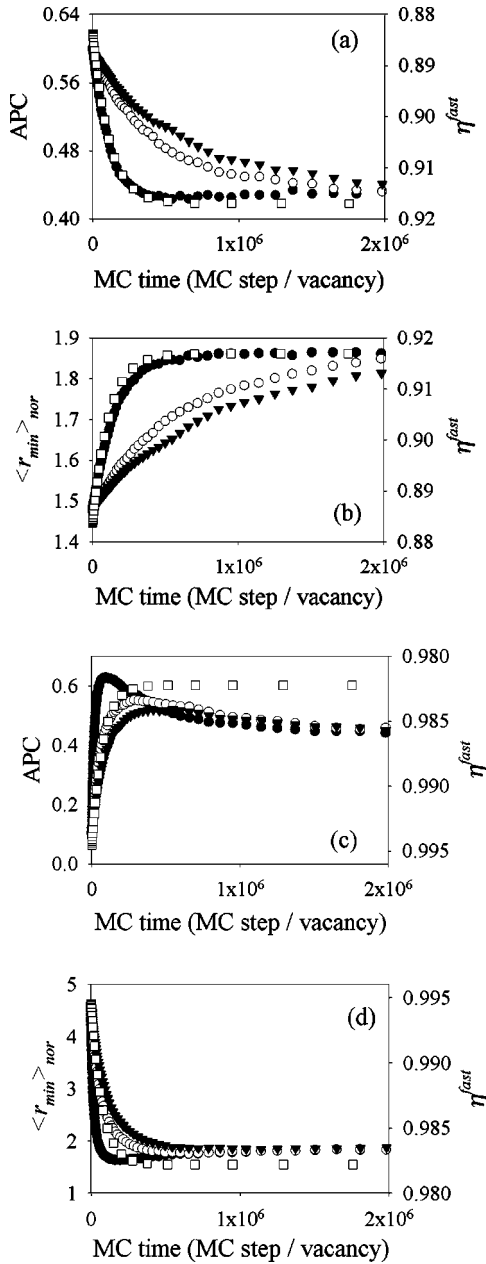 0.64 0.88
(a)
0.89
0.56
APC 0.90 η^fast
0.48
0.91
0.40 0.92
0 1x10^6 2x10^6
MC time (MC step / vacancy)
1.9 0.92
1.8 0.91
1.7
<r_min>_nor 0.90 η^fast
1.6
1.5 0.89
(b)
1.4 0.88
0 1x10^6 2x10^6
MC time (MC step / vacancy)
0.980
0.6
0.985
APC 0.4 η^fast
0.990
0.2
(c)
0.0 0.995
0 1x10^6 2x10^6
MC time (MC step / vacancy)
5 0.995
(d)
4 0.990
<r_min>_nor 3 η^fast
0.985
2
1 0.980
0 1x10^6 2x10^6
MC time (MC step / vacancy)